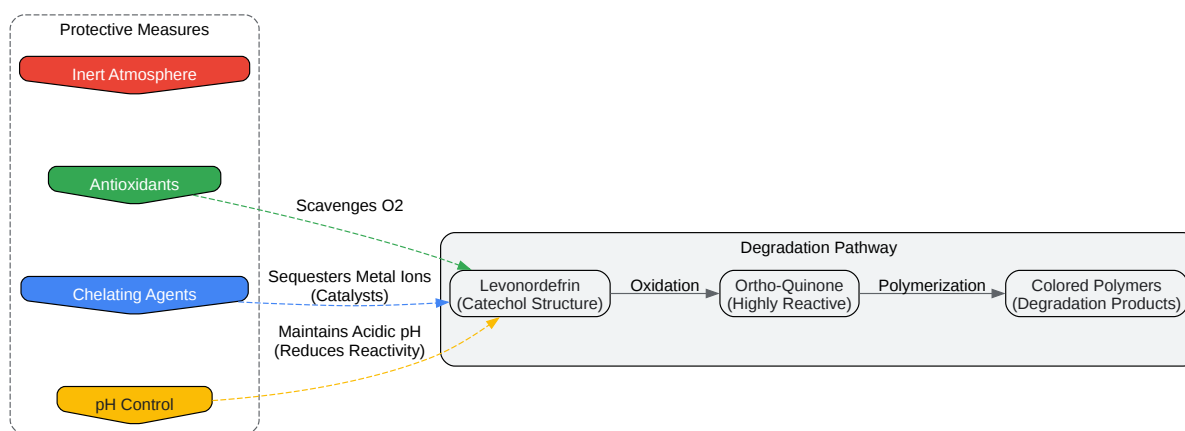 Protective Measures
Inert Atmosphere
Antioxidants
Scavenges O2
Chelating Agents
Sequesters Metal Ions
(Catalysts)
Maintains Acidic pH
(Reduces Reactivity)
pH Control
Degradation Pathway
Levonordefrin
(Catechol Structure)
Oxidation
Ortho-Quinone
(Highly Reactive)
Polymerization
Colored Polymers
(Degradation Products)